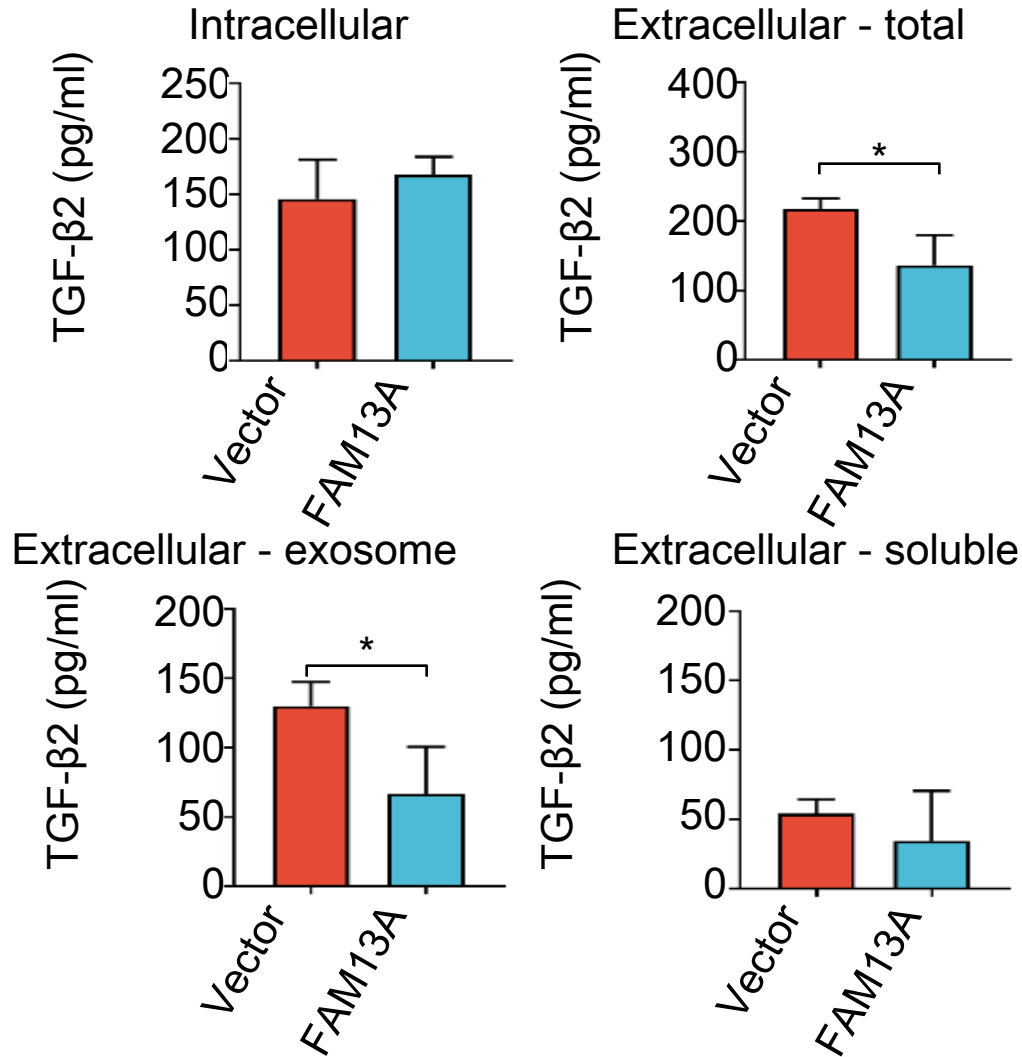 Intracellular
TGF-β2 (pg/ml)
250
200
150
100
50
0
Vector
FAM13A
Extracellular - total
TGF-β2 (pg/ml)
400
300
200
100
0
*
Vector
FAM13A
Extracellular - exosome
TGF-β2 (pg/ml)
200
150
100
50
0
*
Vector
FAM13A
Extracellular - soluble
TGF-β2 (pg/ml)
200
150
100
50
0
Vector
FAM13A